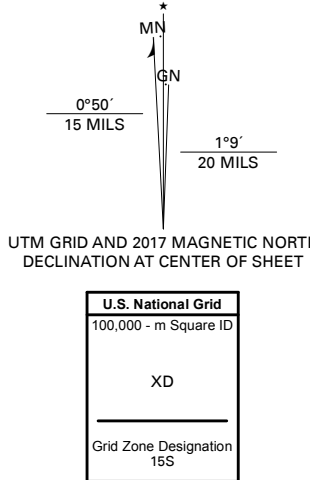 ★
MN
GN
0°50´
15 MILS
1°9´
20 MILS
UTM GRID AND 2017 MAGNETIC NORTH
DECLINATION AT CENTER OF SHEET
U.S. National Grid
100,000 - m Square ID
XD
Grid Zone Designation
15S